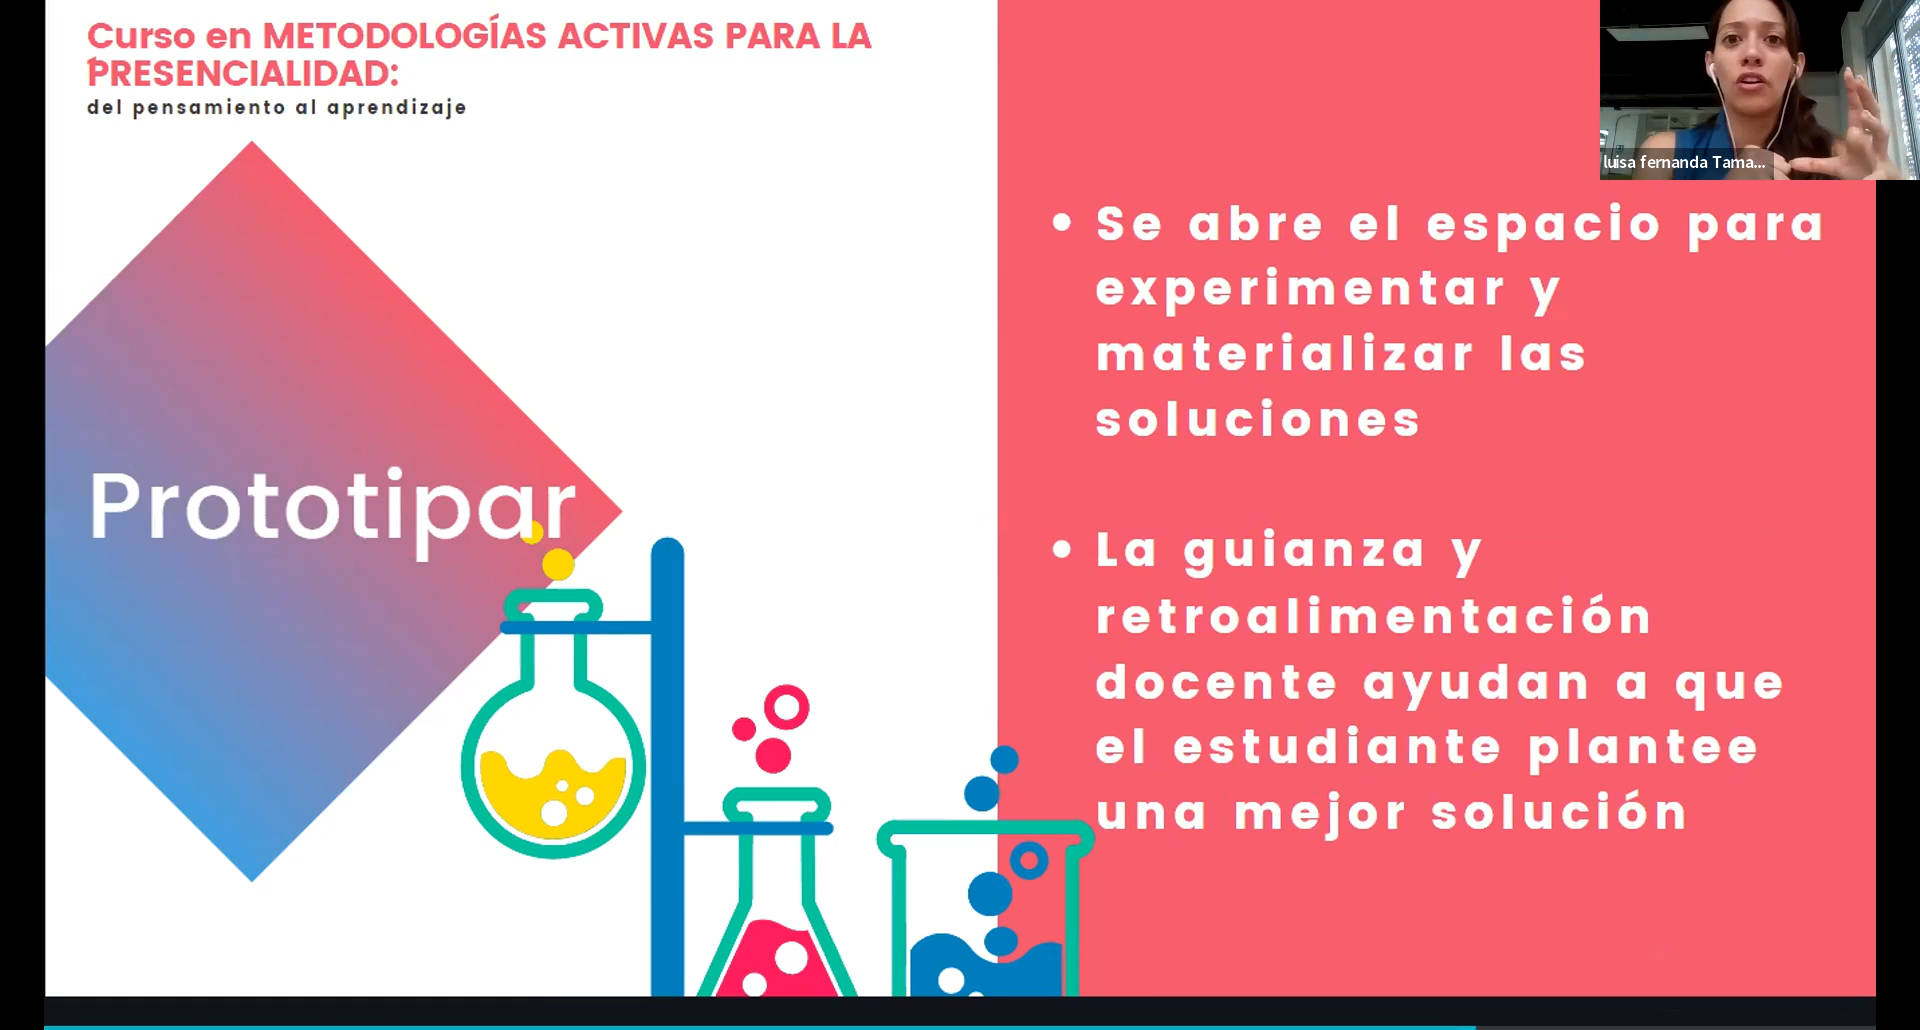 Curso en METODOLOGÍAS ACTIVAS PARA LA
PRESENCIALIDAD:
del pensamiento al aprendizaje
Prototipar
luisa fernanda Tama...
• Se abre el espacio para
experimentar y
materializar las
soluciones
• La guianza y
retroalimentación
docente ayudan a que
el estudiante plantee
una mejor solución